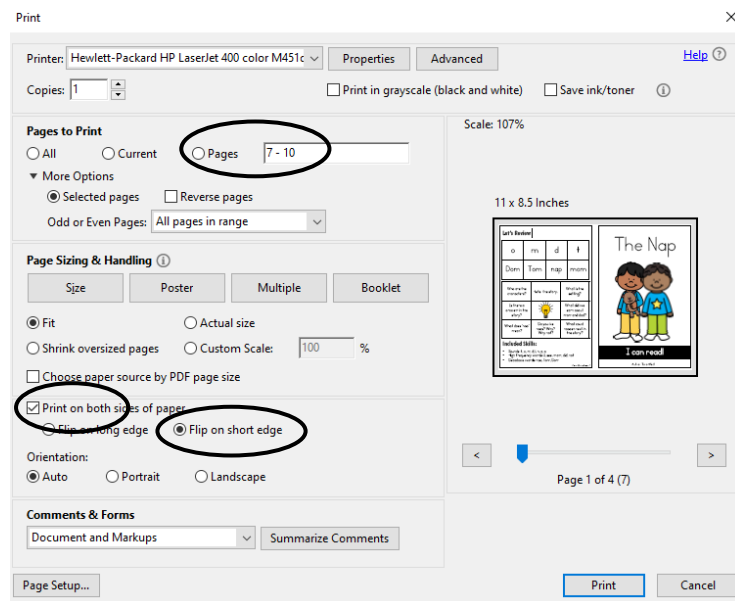 Print
Printer: Hewlett-Packard HP LaserJet 400 color M451c Properties Advanced Help
Copies: 1 Print in grayscale (black and white) Save ink/toner
Pages to Print
All Current Pages 7 - 10
More Options
Selected pages Reverse pages
Odd or Even Pages: All pages in range
Page Sizing & Handling
Size Poster Multiple Booklet
Fit Actual size
Shrink oversized pages Custom Scale: 100 %
Choose paper source by PDF page size
Print on both sides of paper
Flip on long edge Flip on short edge
Orientation:
Auto Portrait Landscape
Comments & Forms
Document and Markups Summarize Comments
Page Setup...
Scale: 107%
11 x 8.5 Inches
Let's Review
o m d t
Dom Tom nap mom
Included Skills:
The Nap
I can read!
< >
Page 1 of 4 (7)
Print Cancel